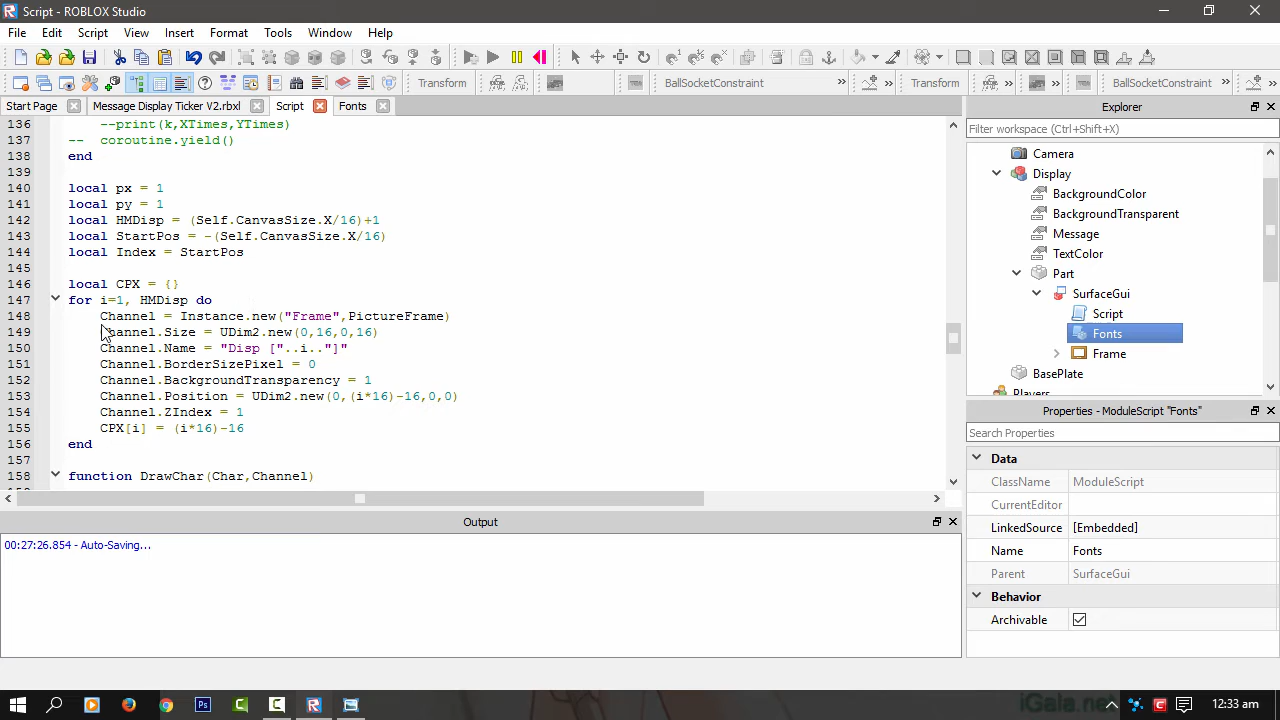 Script - ROBLOX Studio
File Edit Script View Insert Format Tools Window Help
Transform BallSocketConstraint Transform BallSocketConstraint
Start Page Message Display Ticker V2.rbxl Script Fonts
136 --print(k,XTimes,YTimes)
137 -- coroutine.yield()
138 end
139
140 local px = 1
141 local py = 1
142 local HMDisp = (Self.CanvasSize.X/16)+1
143 local StartPos = -(Self.CanvasSize.X/16)
144 local Index = StartPos
145
146 local CPX = {}
147 for i=1, HMDisp do
148 Channel = Instance.new("Frame",PictureFrame)
149 Channel.Size = UDim2.new(0,16,0,16)
150 Channel.Name = "Disp ["..i.."]"
151 Channel.BorderSizePixel = 0
152 Channel.BackgroundTransparency = 1
153 Channel.Position = UDim2.new(0,(i*16)-16,0,0)
154 Channel.ZIndex = 1
155 CPX[i] = (i*16)-16
156 end
157
158 function DrawChar(Char,Channel)
Output
00:27:26.854 - Auto-Saving...
Explorer
Filter workspace (Ctrl+Shift+X)
Camera
Display
BackgroundColor
BackgroundTransparent
Message
TextColor
Part
SurfaceGui
Script
Fonts
Frame
BasePlate
Players
Properties - ModuleScript "Fonts"
Search Properties
Data
ClassName ModuleScript
CurrentEditor
LinkedSource [Embedded]
Name Fonts
Parent SurfaceGui
Behavior
Archivable
iGala.net
12:33 am